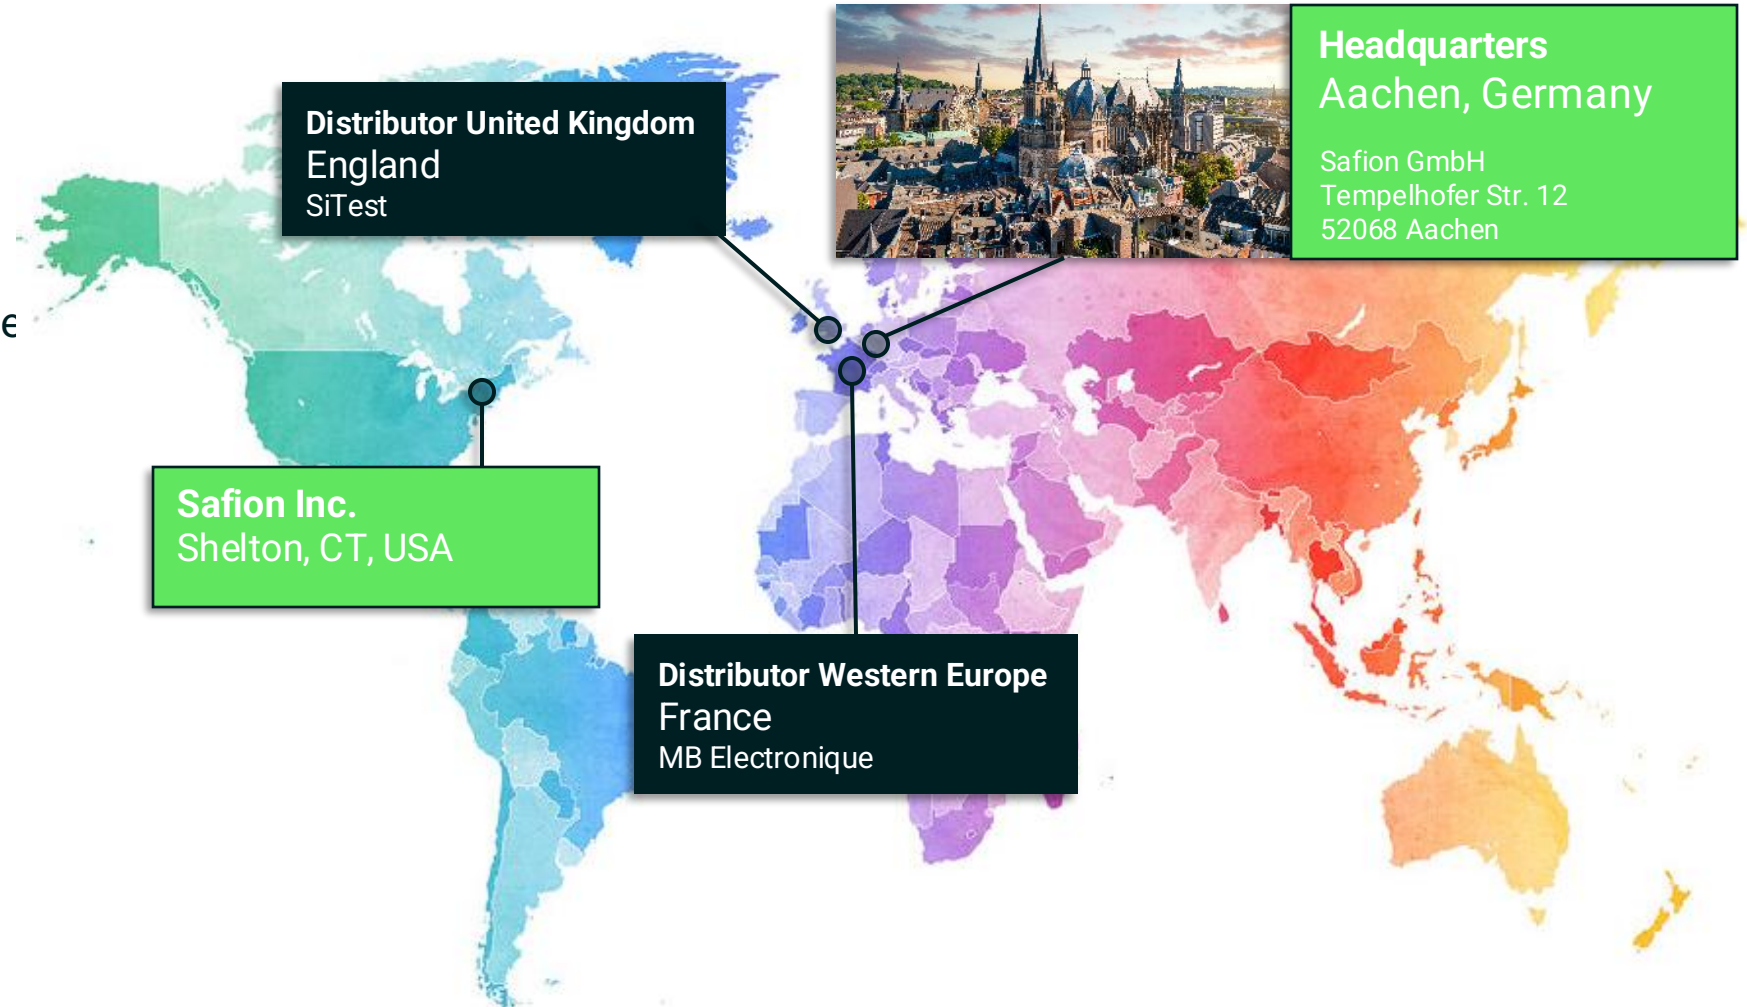 Headquarters
Aachen, Germany
Safion GmbH
Tempelhofer Str. 12
52068 Aachen
Distributor United Kingdom
England
SiTest
e
Safion Inc.
Shelton, CT, USA
Distributor Western Europe
France
MB Electronique